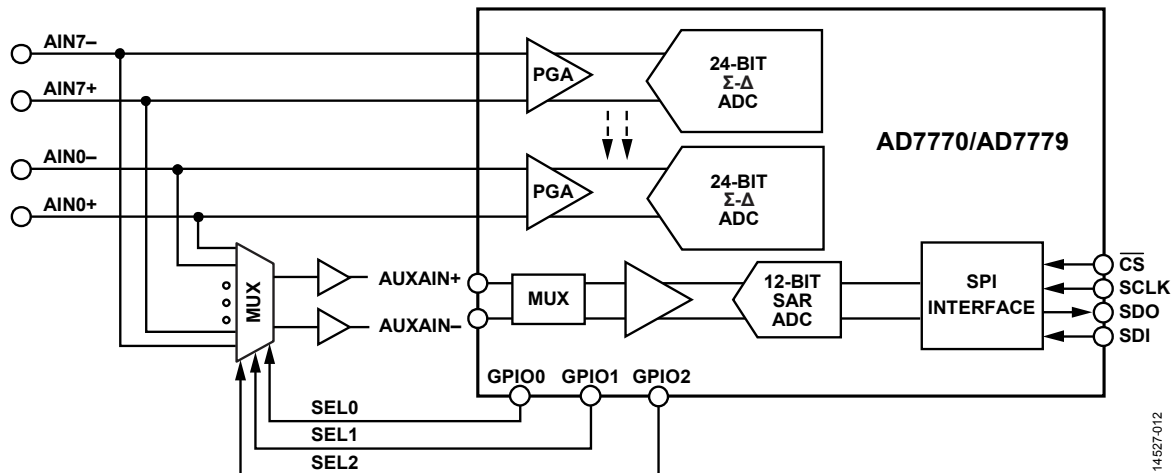 AIN7–
AIN7+
AIN0–
AIN0+
PGA
24-BIT
Σ-Δ
ADC
AD7770/AD7779
PGA
24-BIT
Σ-Δ
ADC
MUX
AUXAIN+
AUXAIN–
MUX
12-BIT
SAR
ADC
SPI
INTERFACE
CS
SCLK
SDO
SDI
GPIO0
GPIO1
GPIO2
SEL0
SEL1
SEL2
14527-012